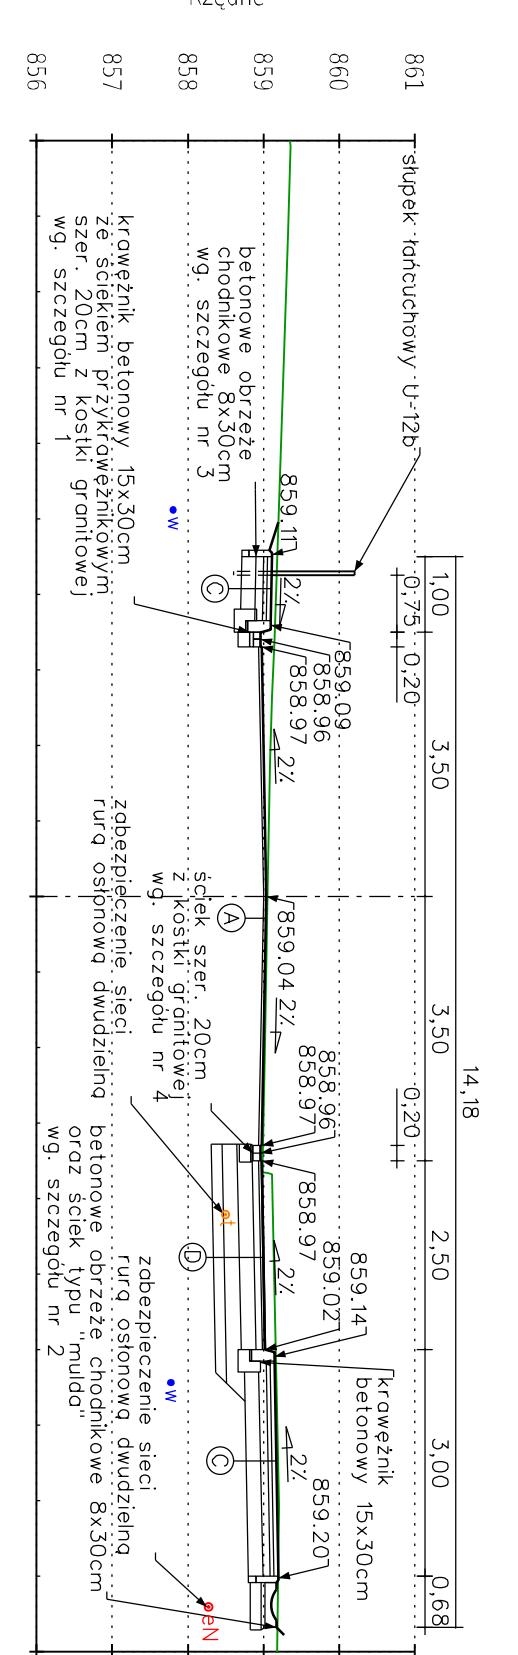 Rzędne
861
860
859
858
857
856
słupek łańcuchowy U-12b
betonowe obrzeże
chodnikowe 8x30cm
wg. szczegółu nr 3
krawężnik betonowy 15x30cm
ze ściekiem przykrawężnikowym
szer. 20cm z kostki granitowej
wg. szczegółu nr 1
w
14,18
1,00
0,75
0,20
3,50
3,50
0,20
2,50
3,00
0,68
859.11
2%
C
859.09
858.96
858.97
2%
859.04
2%
A
858.96
858.97
858.97
2%
859.02
859.14
D
krawężnik
betonowy 15x30cm
2%
859.20
C
ściek szer. 20cm
z kostki granitowej
wg. szczegółu nr 4
zabezpieczenie sieci
rurą osłonową dwudzielną
t
w
zabezpieczenie sieci
rurą osłonową dwudzielną
betonowe obrzeże chodnikowe 8x30cm
oraz ściek typu "mulda"
wg. szczegółu nr 2
eN